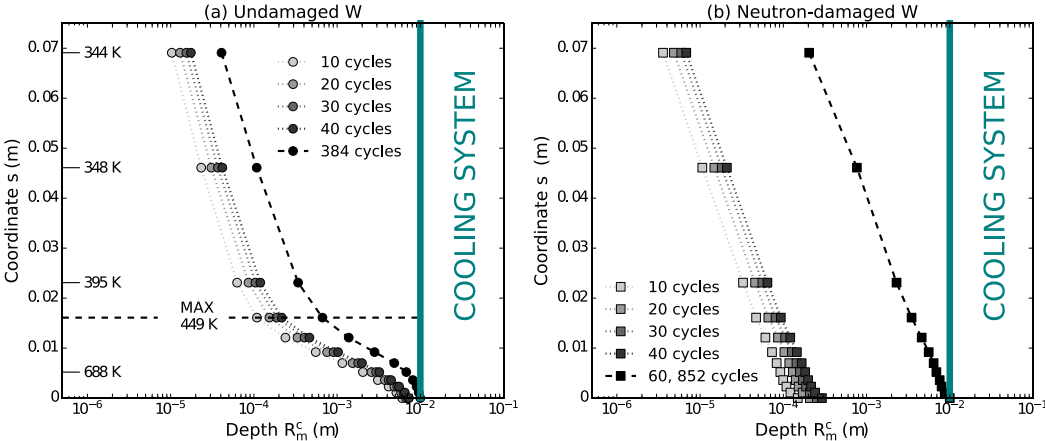 (a) Undamaged W
Coordinate s (m)
0.07
0.06
0.05
0.04
0.03
0.02
0.01
0
344 K
348 K
395 K
MAX
449 K
688 K
10 cycles
20 cycles
30 cycles
40 cycles
384 cycles
COOLING SYSTEM
10⁻⁶ 10⁻⁵ 10⁻⁴ 10⁻³ 10⁻² 10⁻¹
Depth Rᶜₘ (m)
(b) Neutron-damaged W
Coordinate s (m)
0.07
0.06
0.05
0.04
0.03
0.02
0.01
0
10 cycles
20 cycles
30 cycles
40 cycles
60, 852 cycles
COOLING SYSTEM
10⁻⁶ 10⁻⁵ 10⁻⁴ 10⁻³ 10⁻² 10⁻¹
Depth Rᶜₘ (m)